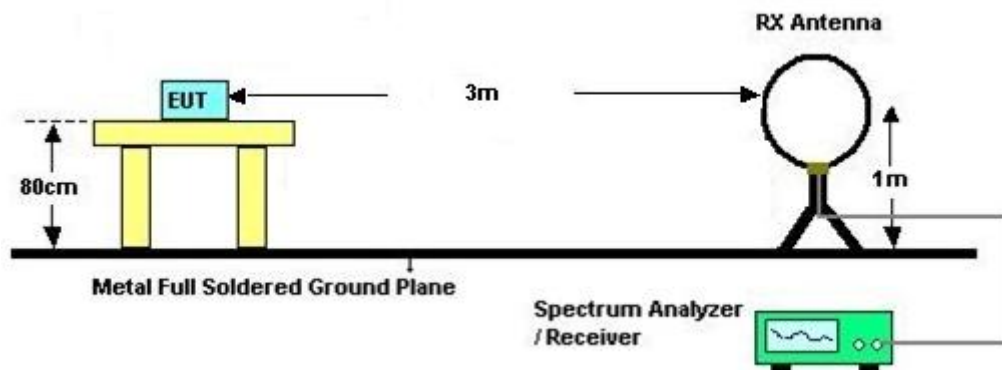 RX Antenna
EUT
3m
80cm
1m
Metal Full Soldered Ground Plane
Spectrum Analyzer
/ Receiver